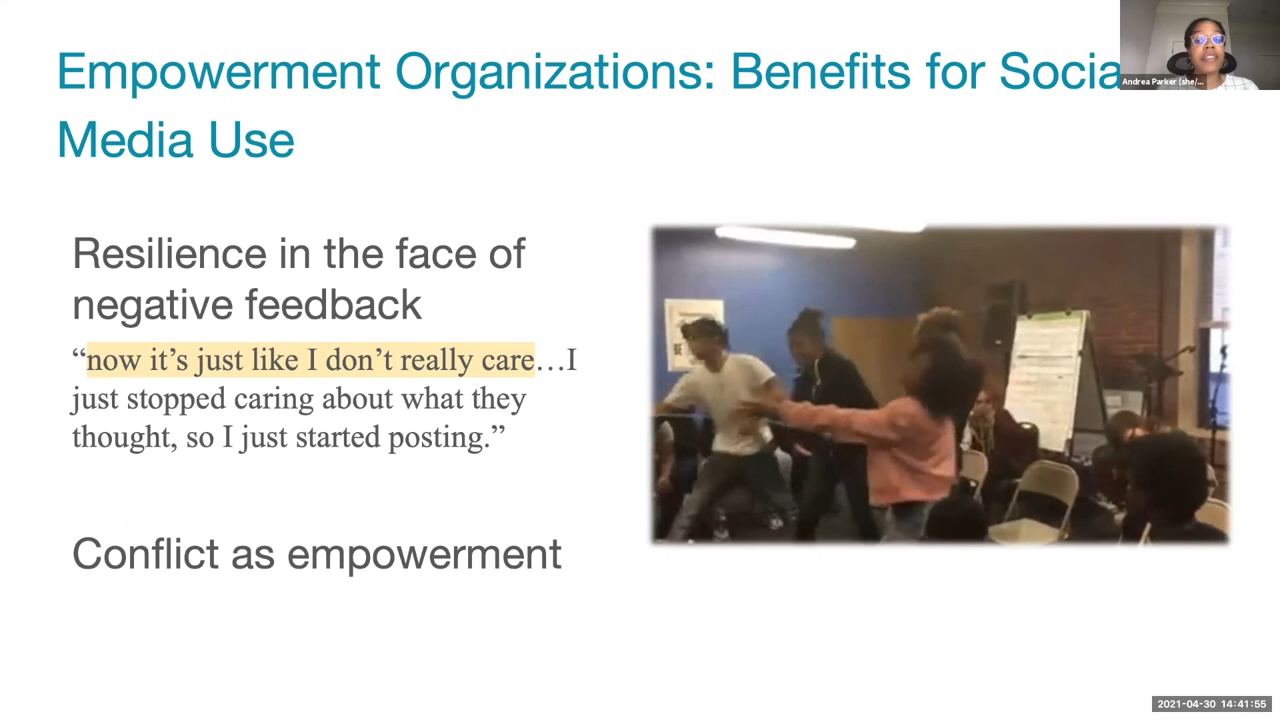 Empowerment Organizations: Benefits for Socia
Media Use
Andrea Parker (she/...
Resilience in the face of
negative feedback
“now it’s just like I don’t really care…I
just stopped caring about what they
thought, so I just started posting.”
Conflict as empowerment
2021-04-30 14:41:55